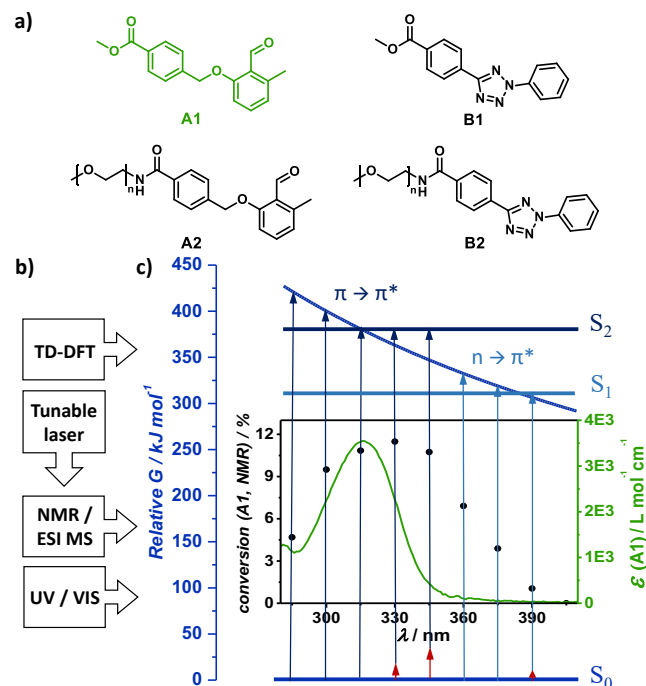 a)
O
O
O
O
A1
O
O
N
N
N
N
B1
O
n
N
H
O
O
O
A2
O
n
N
H
O
N
N
N
N
B2
b)
c)
TD-DFT
Tunable
laser
NMR /
ESI MS
UV / VIS
Relative G / kJ mol⁻¹
450
400
350
300
250
200
150
100
50
0
π → π*
n → π*
S₂
S₁
S₀
conversion (A1, NMR) / %
12
9
6
3
0
300
330
360
390
λ / nm
4E3
3E3
2E3
1E3
0
ℰ (A1) / L mol⁻¹ cm⁻¹